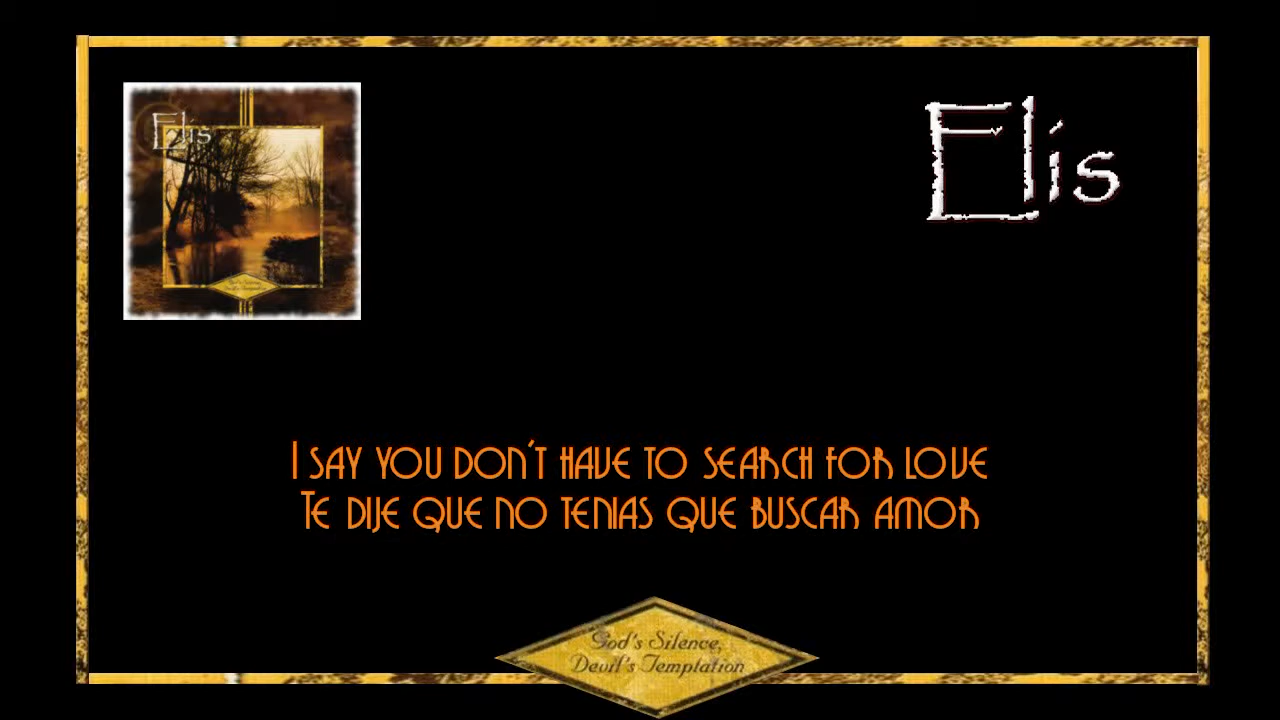 Elis
Elis
I SAY YOU DON'T HAVE TO SEARCH FOR LOVE
TE DIJE QUE NO TENIAS QUE BUSCAR AMOR
God's Silence,
Devil's Temptation